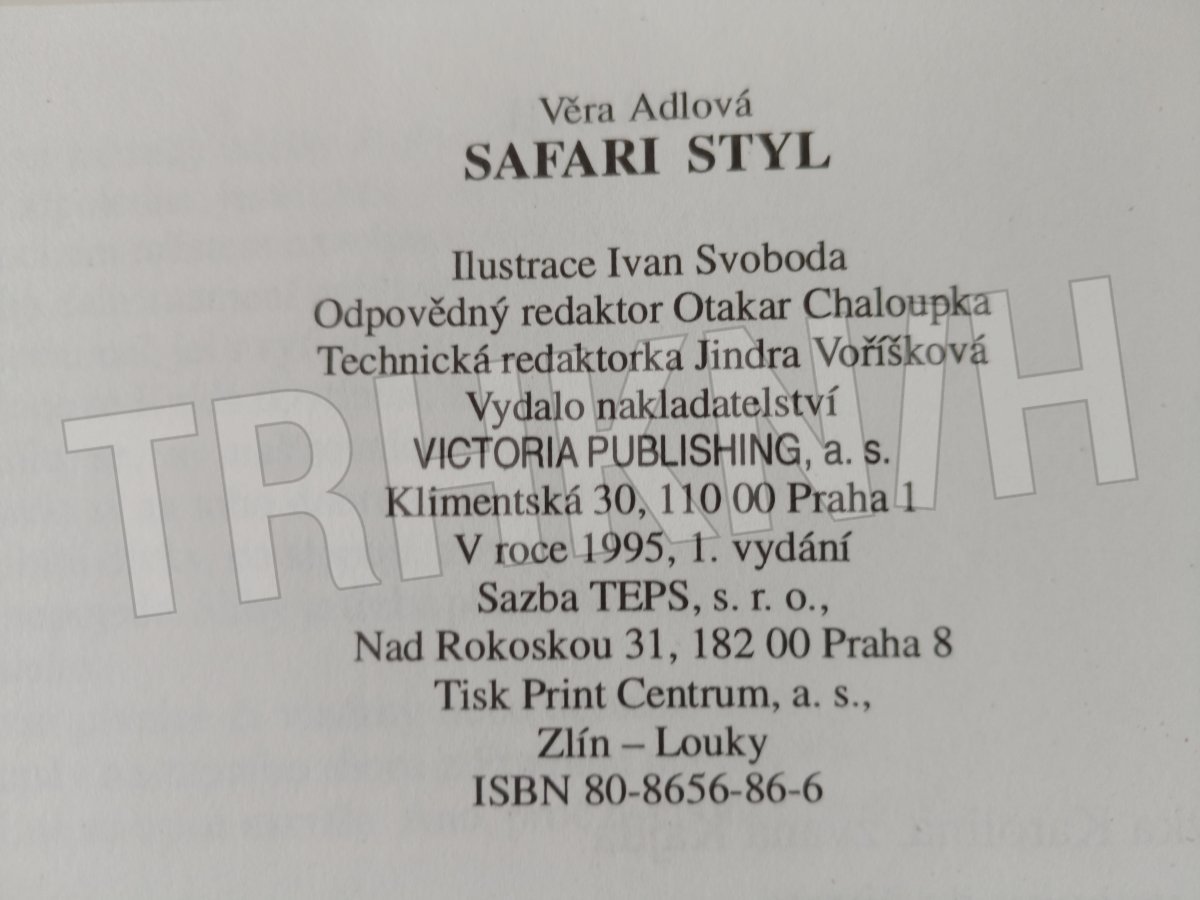 Věra Adlová
SAFARI STYL
Ilustrace Ivan Svoboda
Odpovědný redaktor Otakar Chaloupka
Technická redaktorka Jindra Voříšková
Vydalo nakladatelství
VICTORIA PUBLISHING, a. s.
Klimentská 30, 110 00 Praha 1
V roce 1995, 1. vydání
Sazba TEPS, s. r. o.,
Nad Rokoskou 31, 182 00 Praha 8
Tisk Print Centrum, a. s.,
Zlín – Louky
ISBN 80-8656-86-6
TRHKNIH